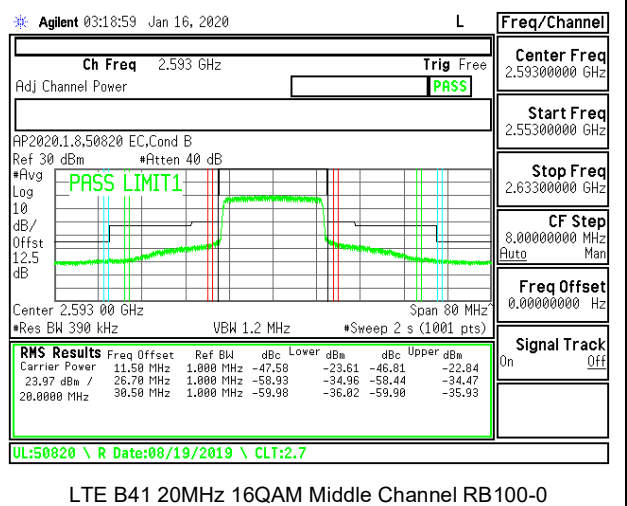 Agilent 03:18:59 Jan 16, 2020 L Freq/Channel
Ch Freq 2.593 GHz Trig Free
Adj Channel Power PASS
AP2020.1.8,50820 EC,Cond B
Ref 30 dBm #Atten 40 dB
#Avg
Log
10
dB/
Offst
12.5
dB
PASS LIMIT1
Center 2.593 00 GHz Span 80 MHz^
#Res BW 390 kHz VBW 1.2 MHz #Sweep 2 s (1001 pts)
RMS Results Freq Offset Ref BW dBc Lower dBm dBc Upper dBm
Carrier Power 11.50 MHz 1.000 MHz -47.58 -23.61 -46.81 -22.84
23.97 dBm / 26.70 MHz 1.000 MHz -58.93 -34.96 -58.44 -34.47
20.0000 MHz 30.50 MHz 1.000 MHz -59.98 -36.02 -59.90 -35.93
UL:50820 \ R Date:08/19/2019 \ CLT:2.7
Center Freq
2.59300000 GHz
Start Freq
2.55300000 GHz
Stop Freq
2.63300000 GHz
CF Step
8.00000000 MHz
Auto Man
Freq Offset
0.00000000 Hz
Signal Track
On Off
LTE B41 20MHz 16QAM Middle Channel RB100-0